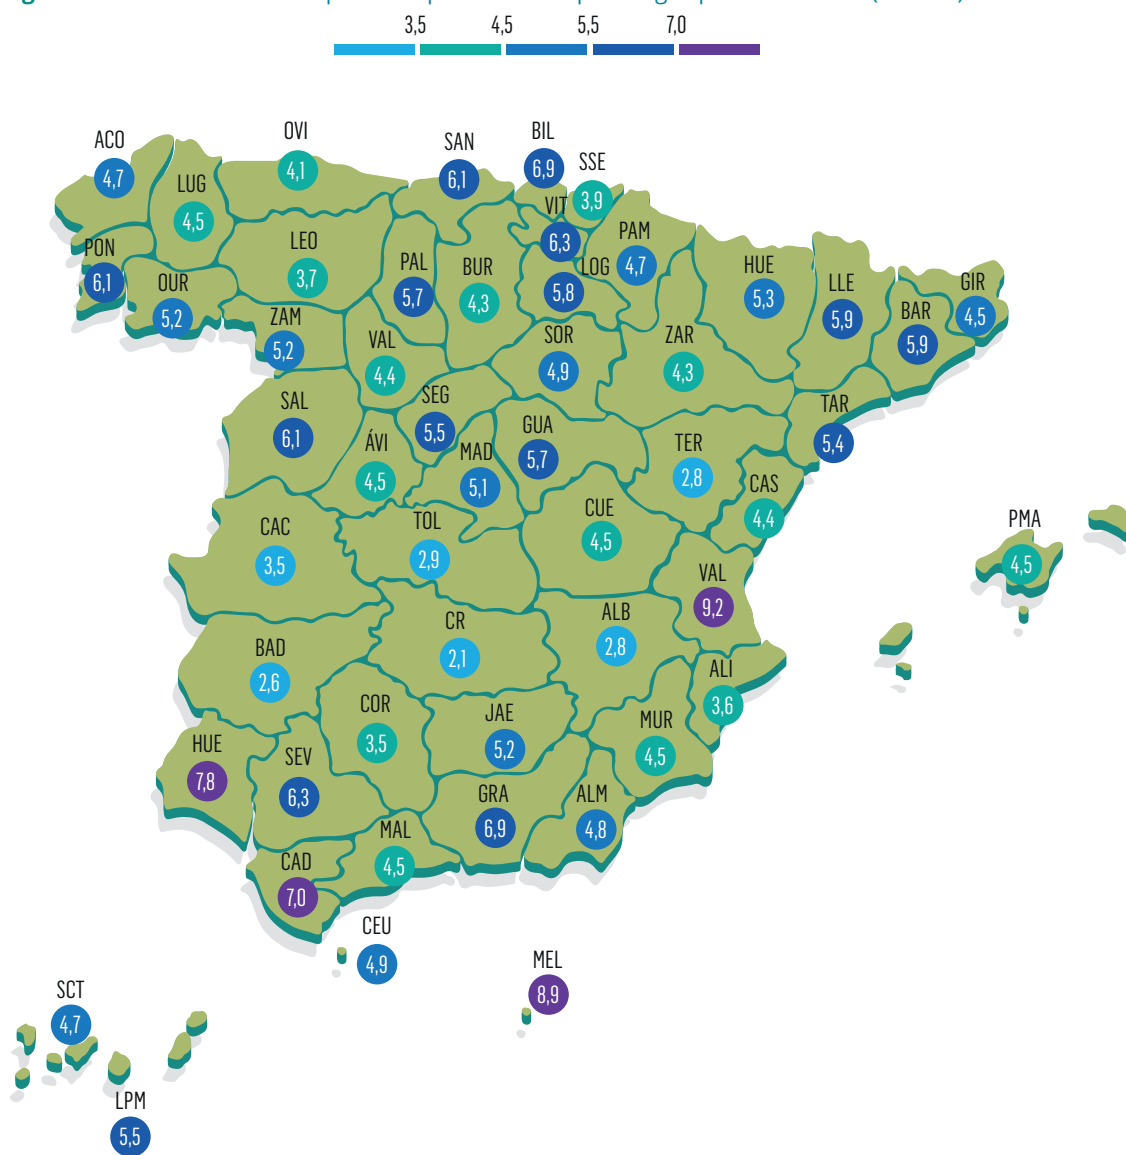 3,5 4,5 5,5 7,0
ACO
4,7
LUG
4,5
OVI
4,1
SAN
6,1
BIL
6,9
SSE
3,9
VIT
6,3
PAM
4,7
PON
6,1
OUR
5,2
LEO
3,7
PAL
5,7
BUR
4,3
LOG
5,8
HUE
5,3
LLE
5,9
BAR
5,9
GIR
4,5
ZAM
5,2
VAL
4,4
SOR
4,9
ZAR
4,3
TAR
5,4
SAL
6,1
ÁVI
4,5
SEG
5,5
MAD
5,1
GUA
5,7
TER
2,8
CAS
4,4
CAC
3,5
TOL
2,9
CUE
4,5
VAL
9,2
PMA
4,5
BAD
2,6
CR
2,1
ALB
2,8
ALI
3,6
HUE
7,8
SEV
6,3
COR
3,5
JAE
5,2
MUR
4,5
CAD
7,0
MAL
4,5
GRA
6,9
ALM
4,8
CEU
4,9
MEL
8,9
SCT
4,7
LPM
5,5